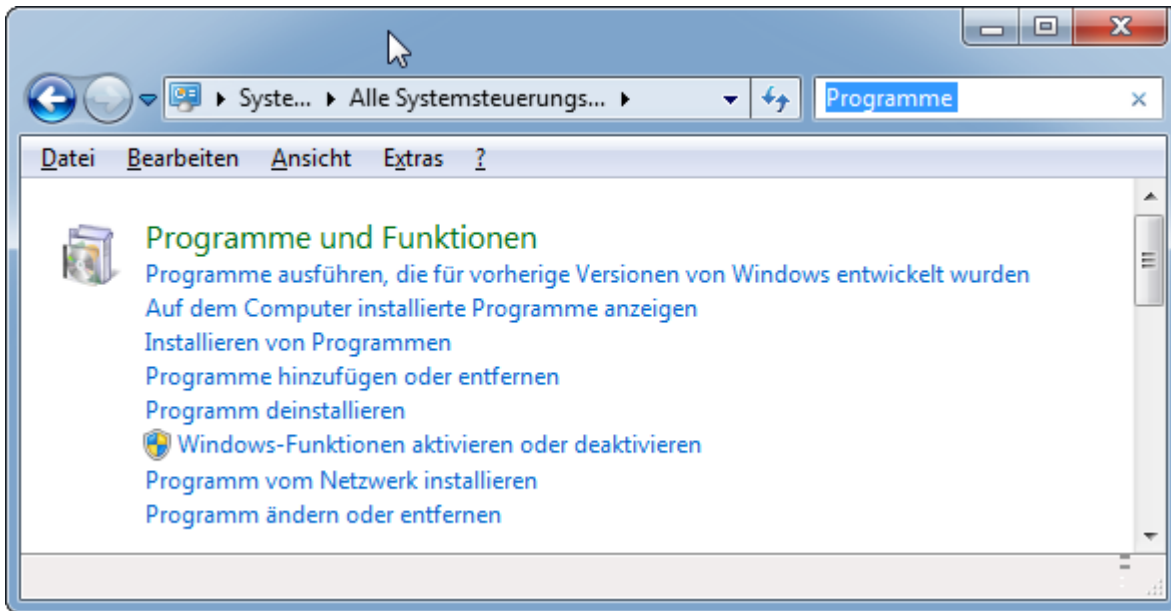 Syste... Alle Systemsteuerungs... Programme
Datei Bearbeiten Ansicht Extras ?
Programme und Funktionen
Programme ausführen, die für vorherige Versionen von Windows entwickelt wurden
Auf dem Computer installierte Programme anzeigen
Installieren von Programmen
Programme hinzufügen oder entfernen
Programm deinstallieren
Windows-Funktionen aktivieren oder deaktivieren
Programm vom Netzwerk installieren
Programm ändern oder entfernen